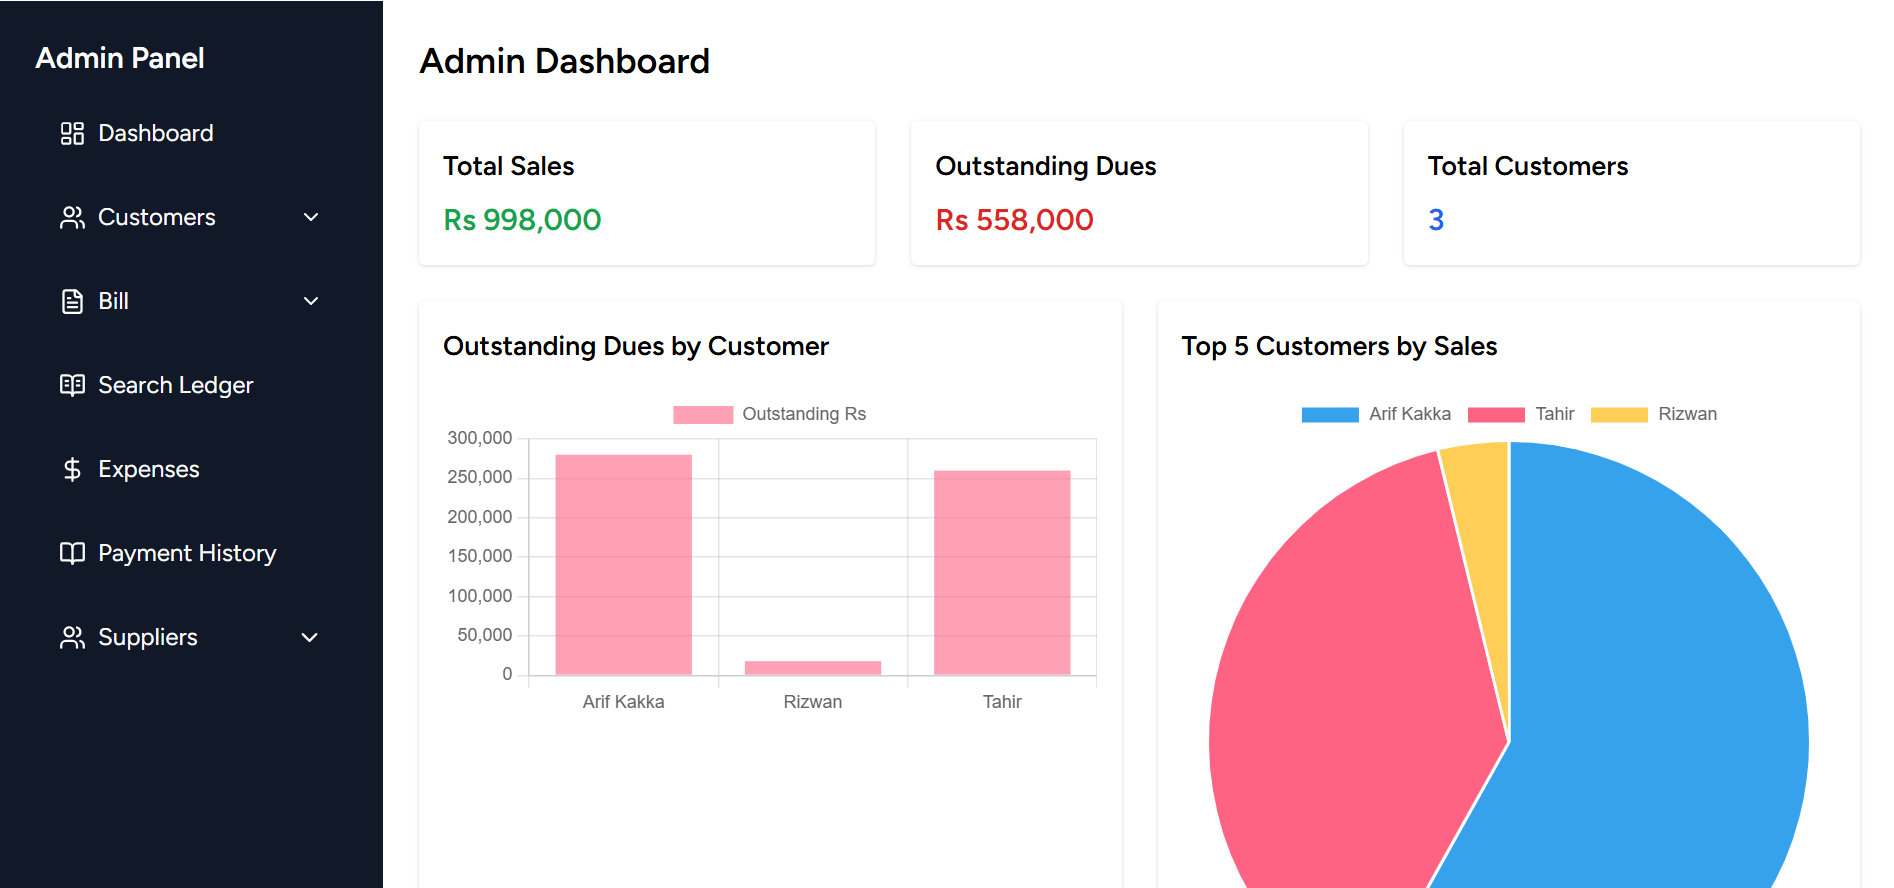 Admin Panel
Dashboard
Customers
Bill
Search Ledger
Expenses
Payment History
Suppliers
Admin Dashboard
Total Sales
Rs 998,000
Outstanding Dues
Rs 558,000
Total Customers
3
Outstanding Dues by Customer
Outstanding Rs
300,000
250,000
200,000
150,000
100,000
50,000
0
Arif Kakka Rizwan Tahir
Top 5 Customers by Sales
Arif Kakka Tahir Rizwan